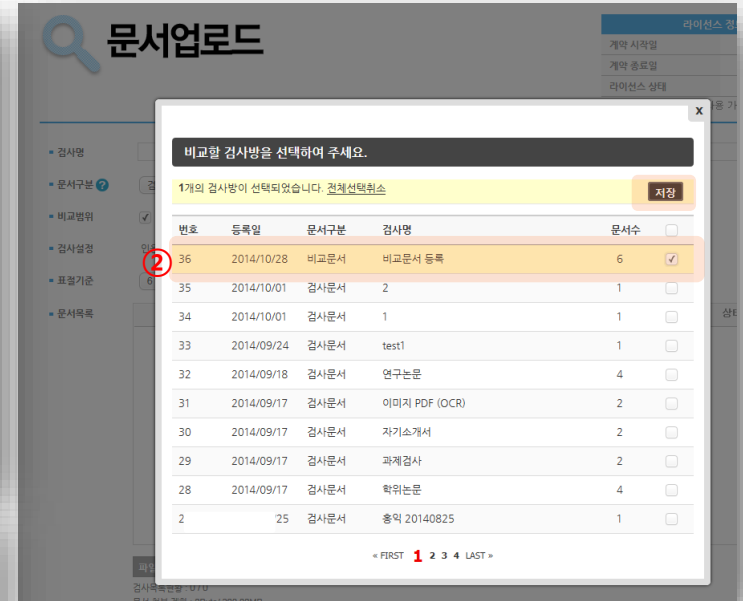 문서업로드
라이선스 정
계약 시작일
계약 종료일
라이선스 상태
X
비교할 검사방을 선택하여 주세요.
검사명
문서구분 ?
1개의 검사방이 선택되었습니다. 전체선택취소
저장
비교범위
번호 등록일 문서구분 검사명 문서수
검사설정
②
36 2014/10/28 비교문서 비교문서 등록 6
표절기준
6
35 2014/10/01 검사문서 2 1
문서목록
34 2014/10/01 검사문서 1 1
33 2014/09/24 검사문서 test1 1
32 2014/09/18 검사문서 연구논문 4
31 2014/09/17 검사문서 이미지 PDF (OCR) 2
30 2014/09/17 검사문서 자기소개서 2
29 2014/09/17 검사문서 과제검사 2
28 2014/09/17 검사문서 학위논문 4
2 '25 검사문서 홍익 20140825 1
« FIRST 1 2 3 4 LAST »